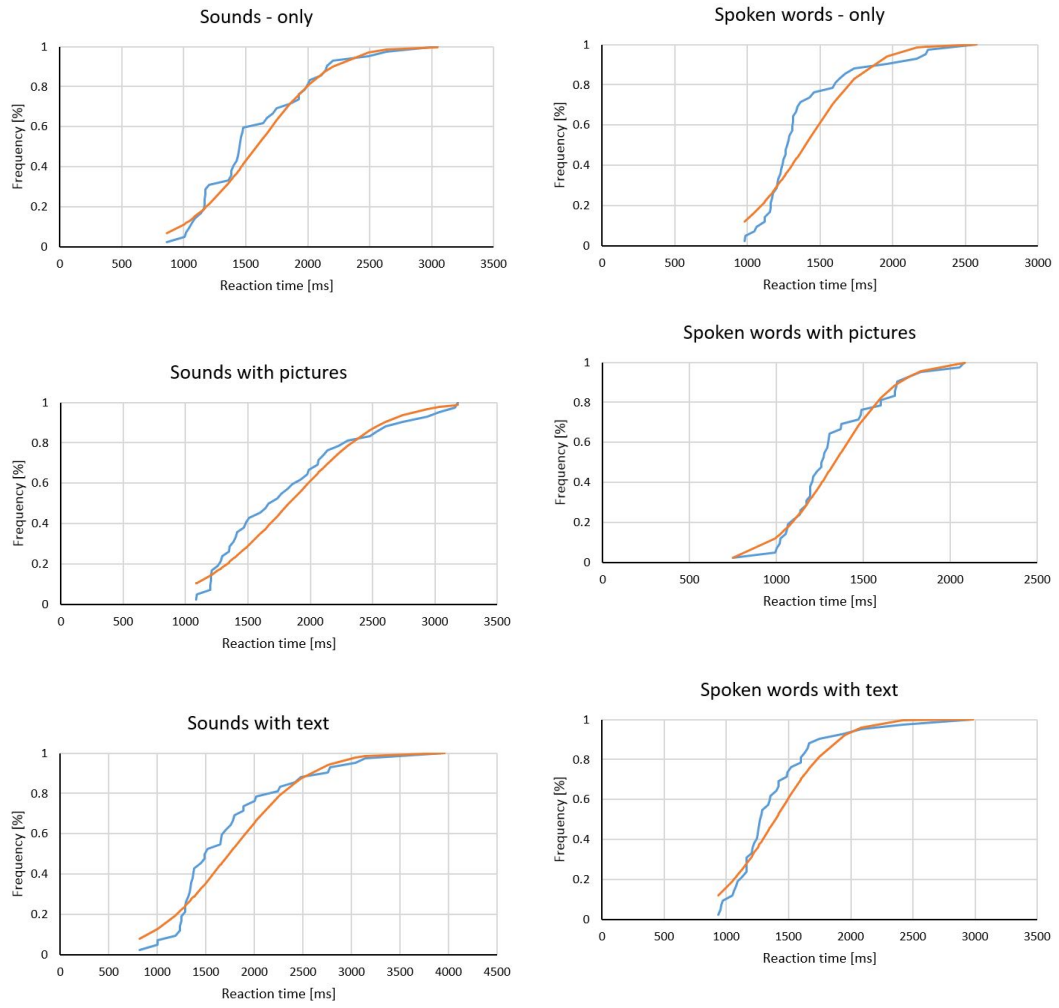 Sounds - only
1
0.8
0.6
0.4
0.2
0
Frequency [%]
0 500 1000 1500 2000 2500 3000 3500
Reaction time [ms]
Spoken words - only
1
0.8
0.6
0.4
0.2
0
Frequency [%]
0 500 1000 1500 2000 2500 3000
Reaction time [ms]
Sounds with pictures
1
0.8
0.6
0.4
0.2
0
Frequency [%]
0 500 1000 1500 2000 2500 3000 3500
Reaction time [ms]
Spoken words with pictures
1
0.8
0.6
0.4
0.2
0
Frequency [%]
0 500 1000 1500 2000 2500
Reaction time [ms]
Sounds with text
1
0.8
0.6
0.4
0.2
0
Frequency [%]
0 500 1000 1500 2000 2500 3000 3500 4000 4500
Reaction time [ms]
Spoken words with text
1
0.8
0.6
0.4
0.2
0
Frequency [%]
0 500 1000 1500 2000 2500 3000 3500
Reaction time [ms]